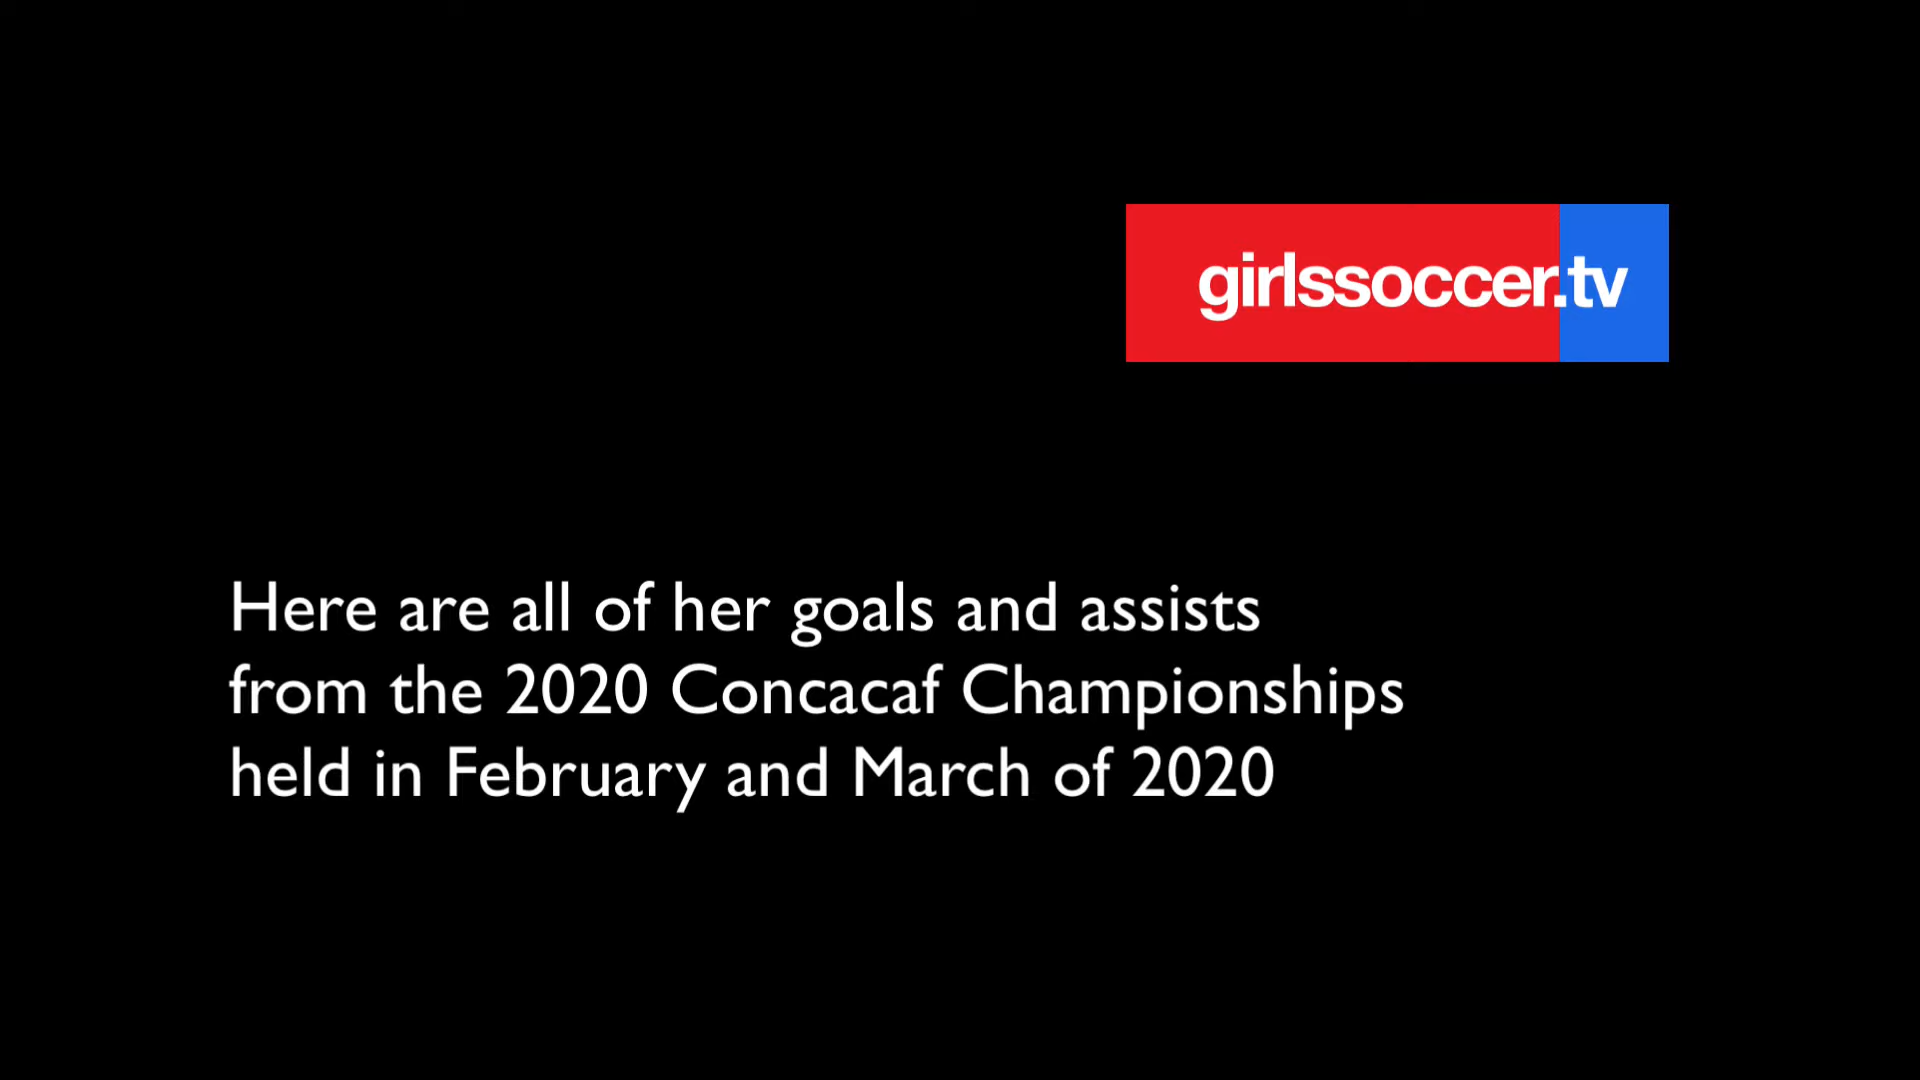 girlssoccer.tv
Here are all of her goals and assists
from the 2020 Concacaf Championships
held in February and March of 2020